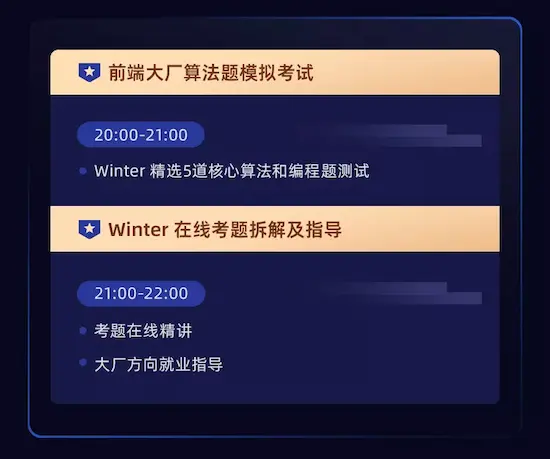 前端大厂算法题模拟考试
20:00-21:00
Winter 精选5道核心算法和编程题测试
Winter 在线考题拆解及指导
21:00-22:00
考题在线精讲
大厂方向就业指导